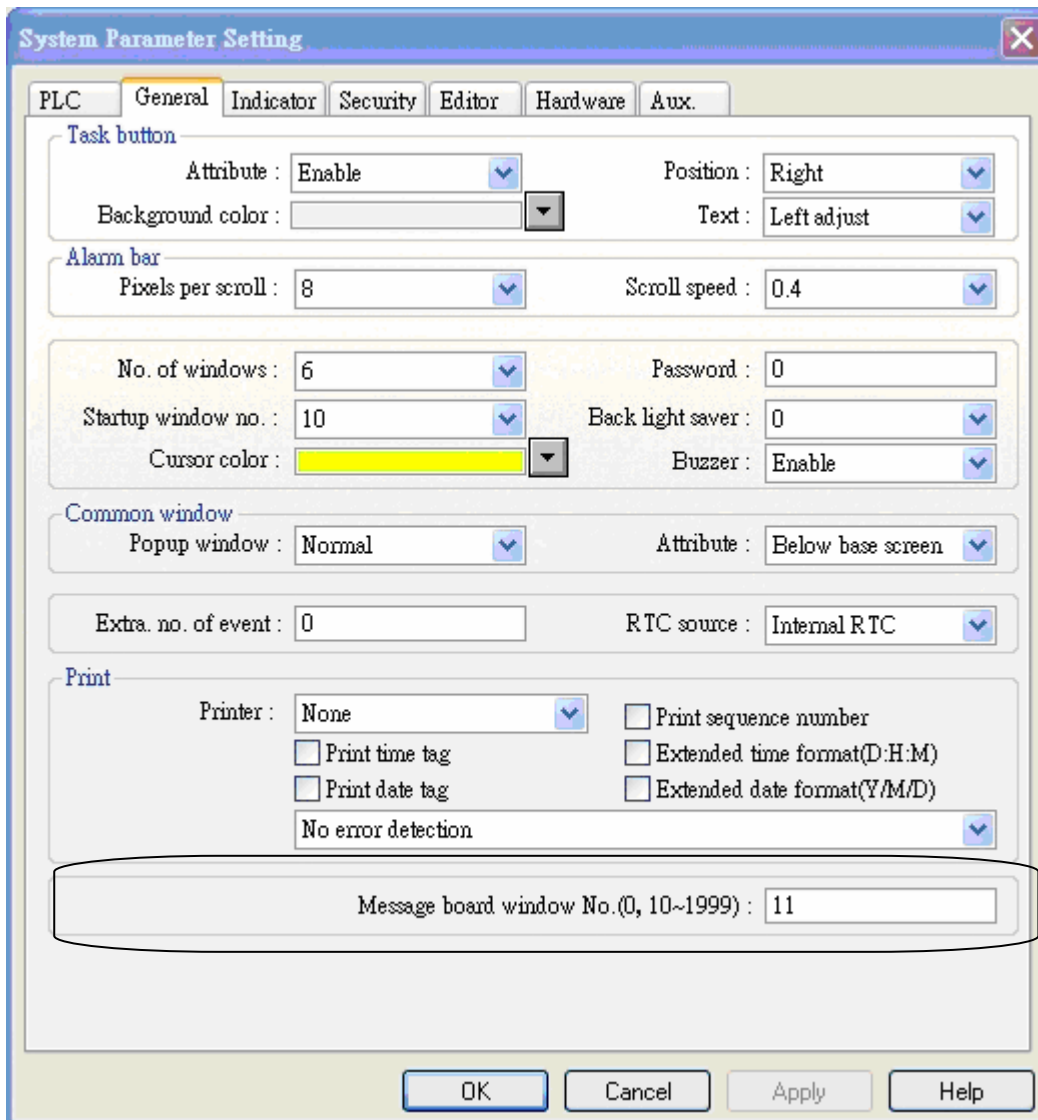 System Parameter Setting
PLC General Indicator Security Editor Hardware Aux.
Task button
Attribute : Enable Position : Right
Background color : Text : Left adjust
Alarm bar
Pixels per scroll : 8 Scroll speed : 0.4
No. of windows : 6 Password : 0
Startup window no. : 10 Back light saver : 0
Cursor color : Buzzer : Enable
Common window
Popup window : Normal Attribute : Below base screen
Extra. no. of event : 0 RTC source : Internal RTC
Print
Printer : None Print sequence number
Print time tag Extended time format(D:H:M)
Print date tag Extended date format(Y/M/D)
No error detection
Message board window No.(0, 10~1999) : 11
OK Cancel Apply Help